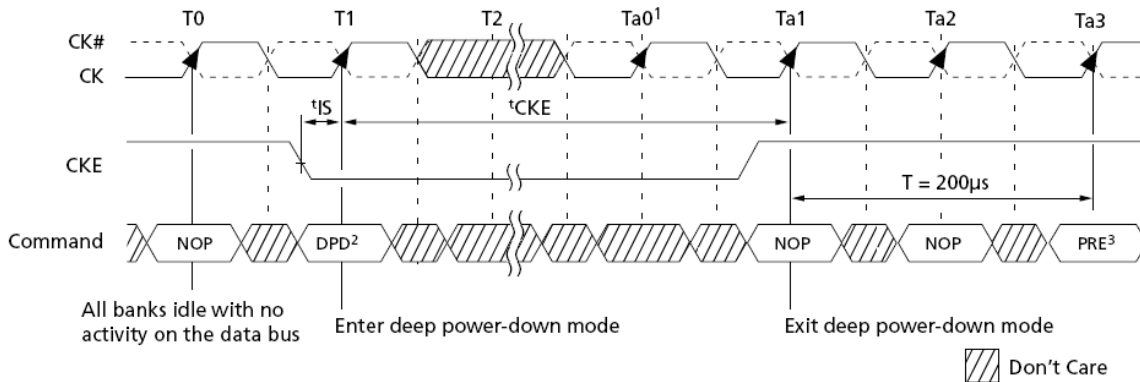 T0 T1 T2 Ta0¹ Ta1 Ta2 Ta3
CK#
CK
tIS
tCKE
CKE
T = 200µs
Command
NOP DPD² NOP NOP PRE³
All banks idle with no
activity on the data bus
Enter deep power-down mode
Exit deep power-down mode
Don't Care